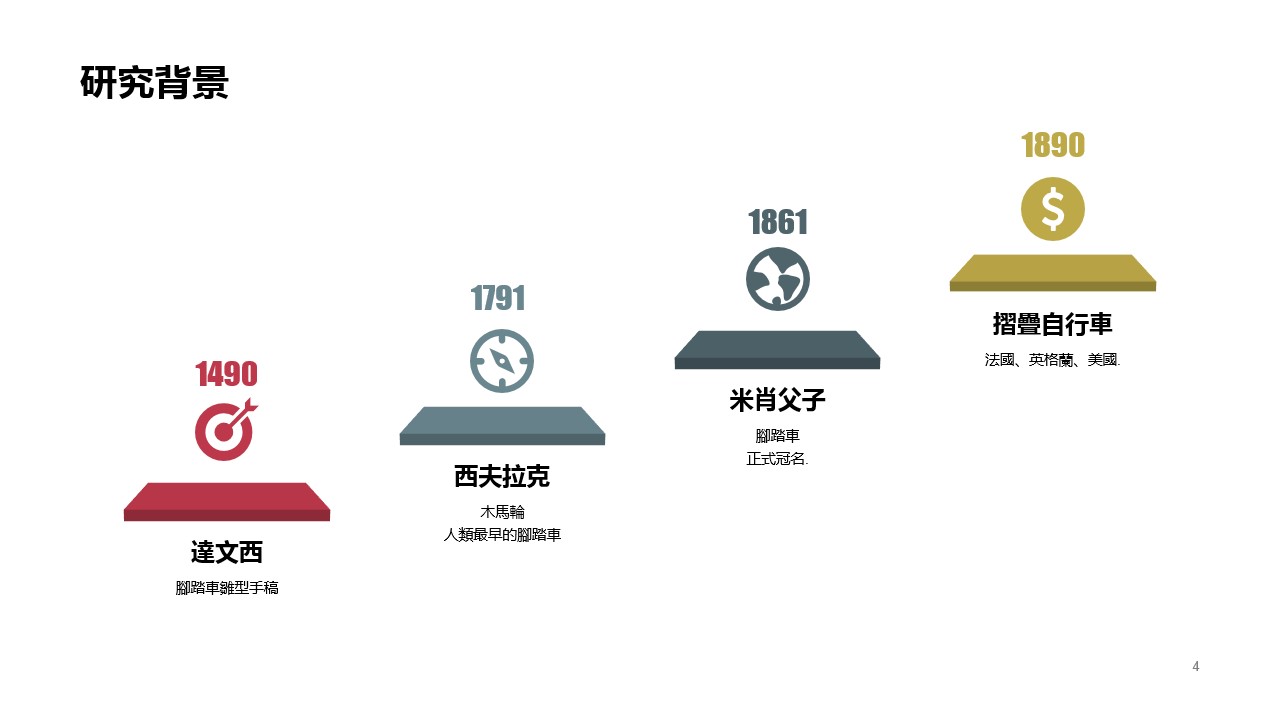 研究背景
1490
達文西
腳踏車雛型手稿
1791
西夫拉克
木馬輪
人類最早的腳踏車
1861
米肖父子
腳踏車
正式冠名.
1890
$
摺疊自行車
法國、英格蘭、美國.
4